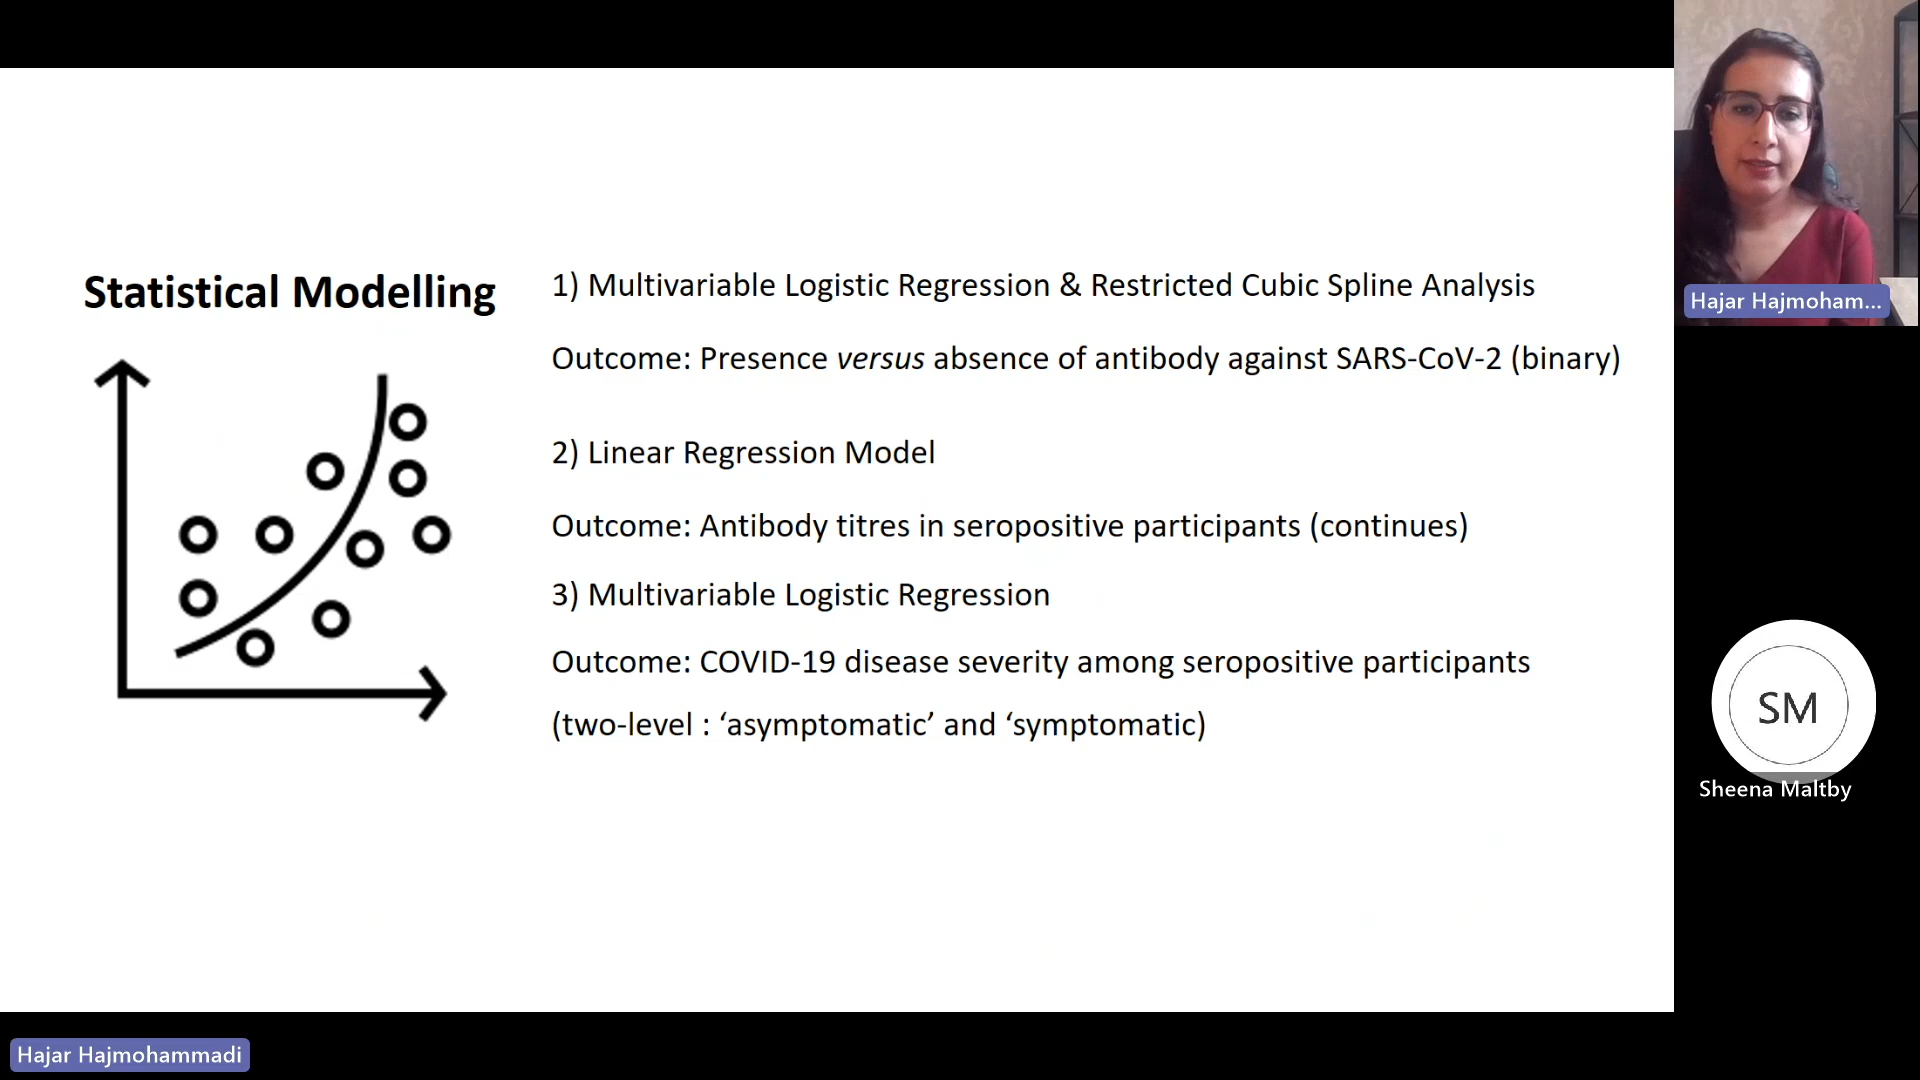 Statistical Modelling
1) Multivariable Logistic Regression & Restricted Cubic Spline Analysis
Outcome: Presence versus absence of antibody against SARS-CoV-2 (binary)
2) Linear Regression Model
Outcome: Antibody titres in seropositive participants (continues)
3) Multivariable Logistic Regression
Outcome: COVID-19 disease severity among seropositive participants
(two-level : ‘asymptomatic’ and ‘symptomatic)
Hajar Hajmoham...
SM
Sheena Maltby
Hajar Hajmohammadi